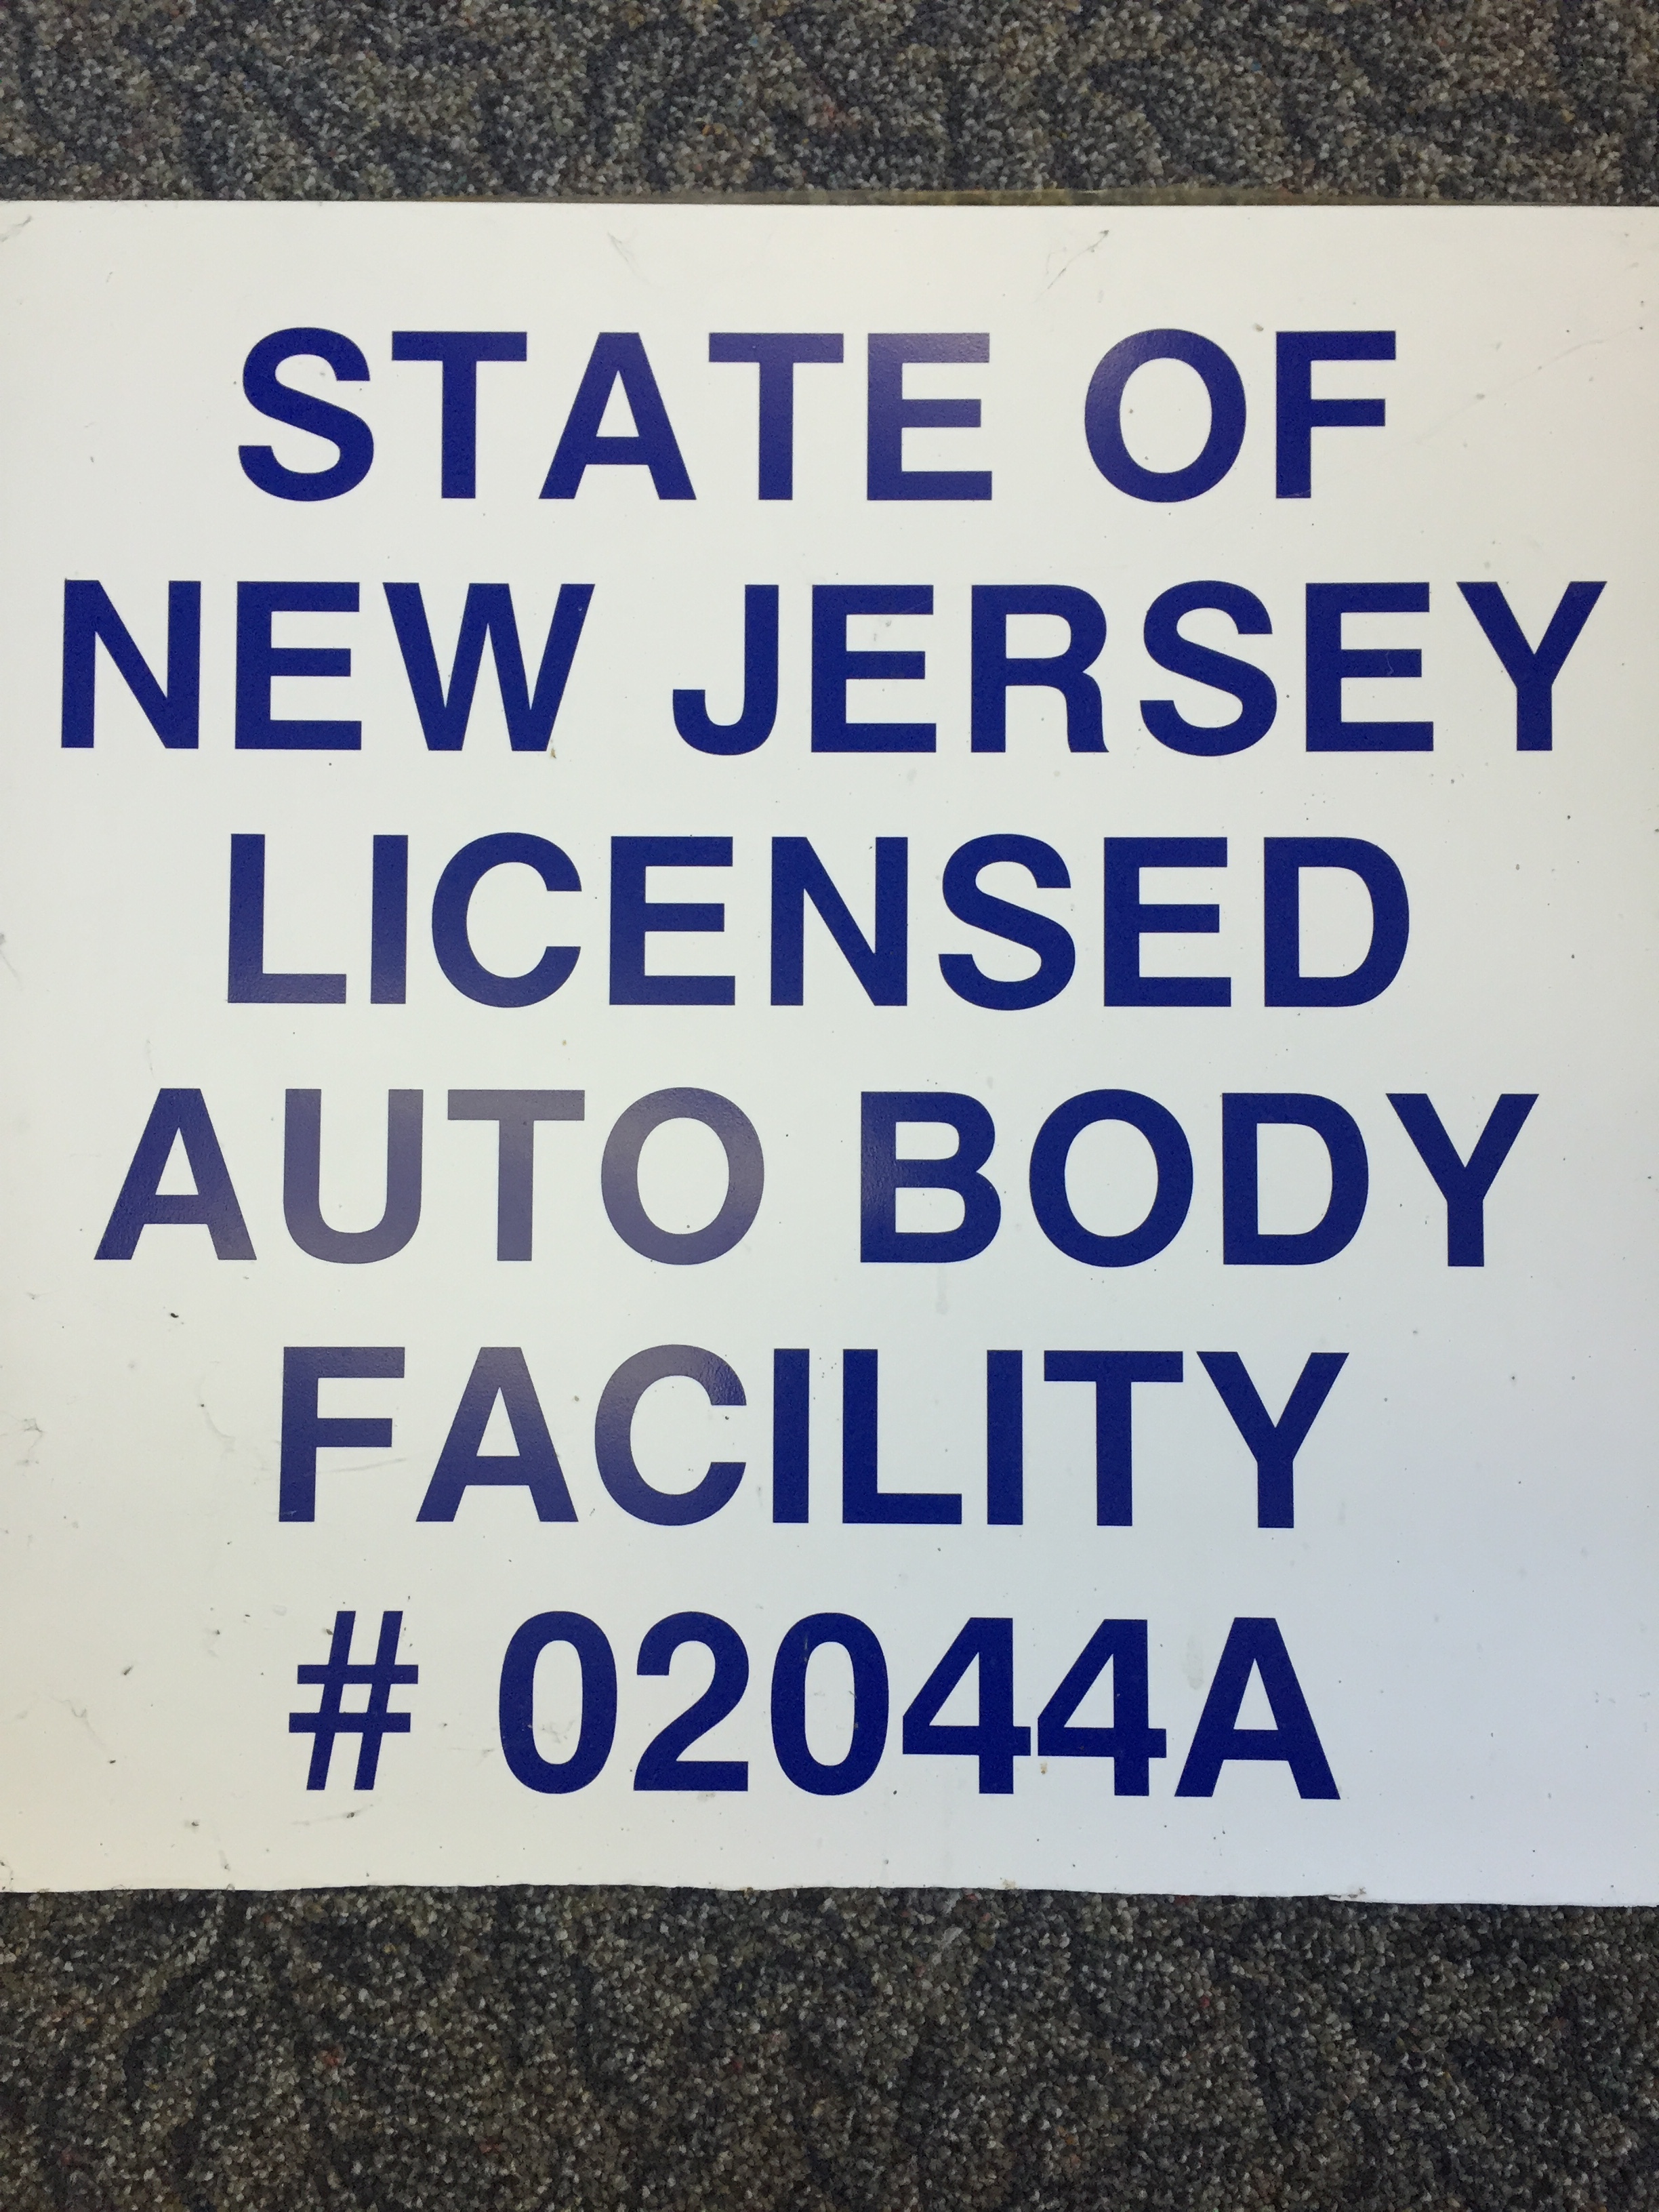 STATE OF
NEW JERSEY
LICENSED
AUTO BODY
FACILITY
# 02044A